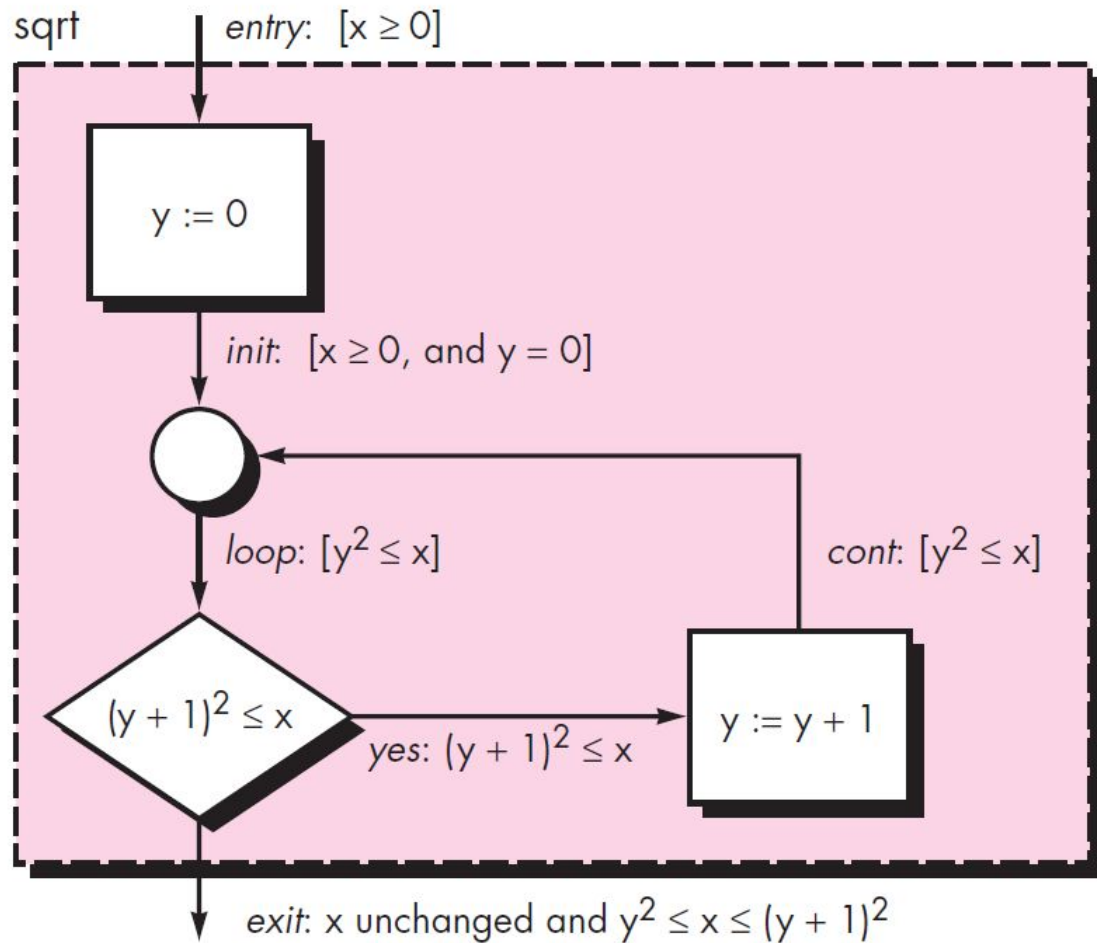 sqrt
entry: [x ≥ 0]
y := 0
init: [x ≥ 0, and y = 0]
loop: [y² ≤ x]
cont: [y² ≤ x]
(y + 1)² ≤ x
yes: (y + 1)² ≤ x
y := y + 1
exit: x unchanged and y² ≤ x ≤ (y + 1)²